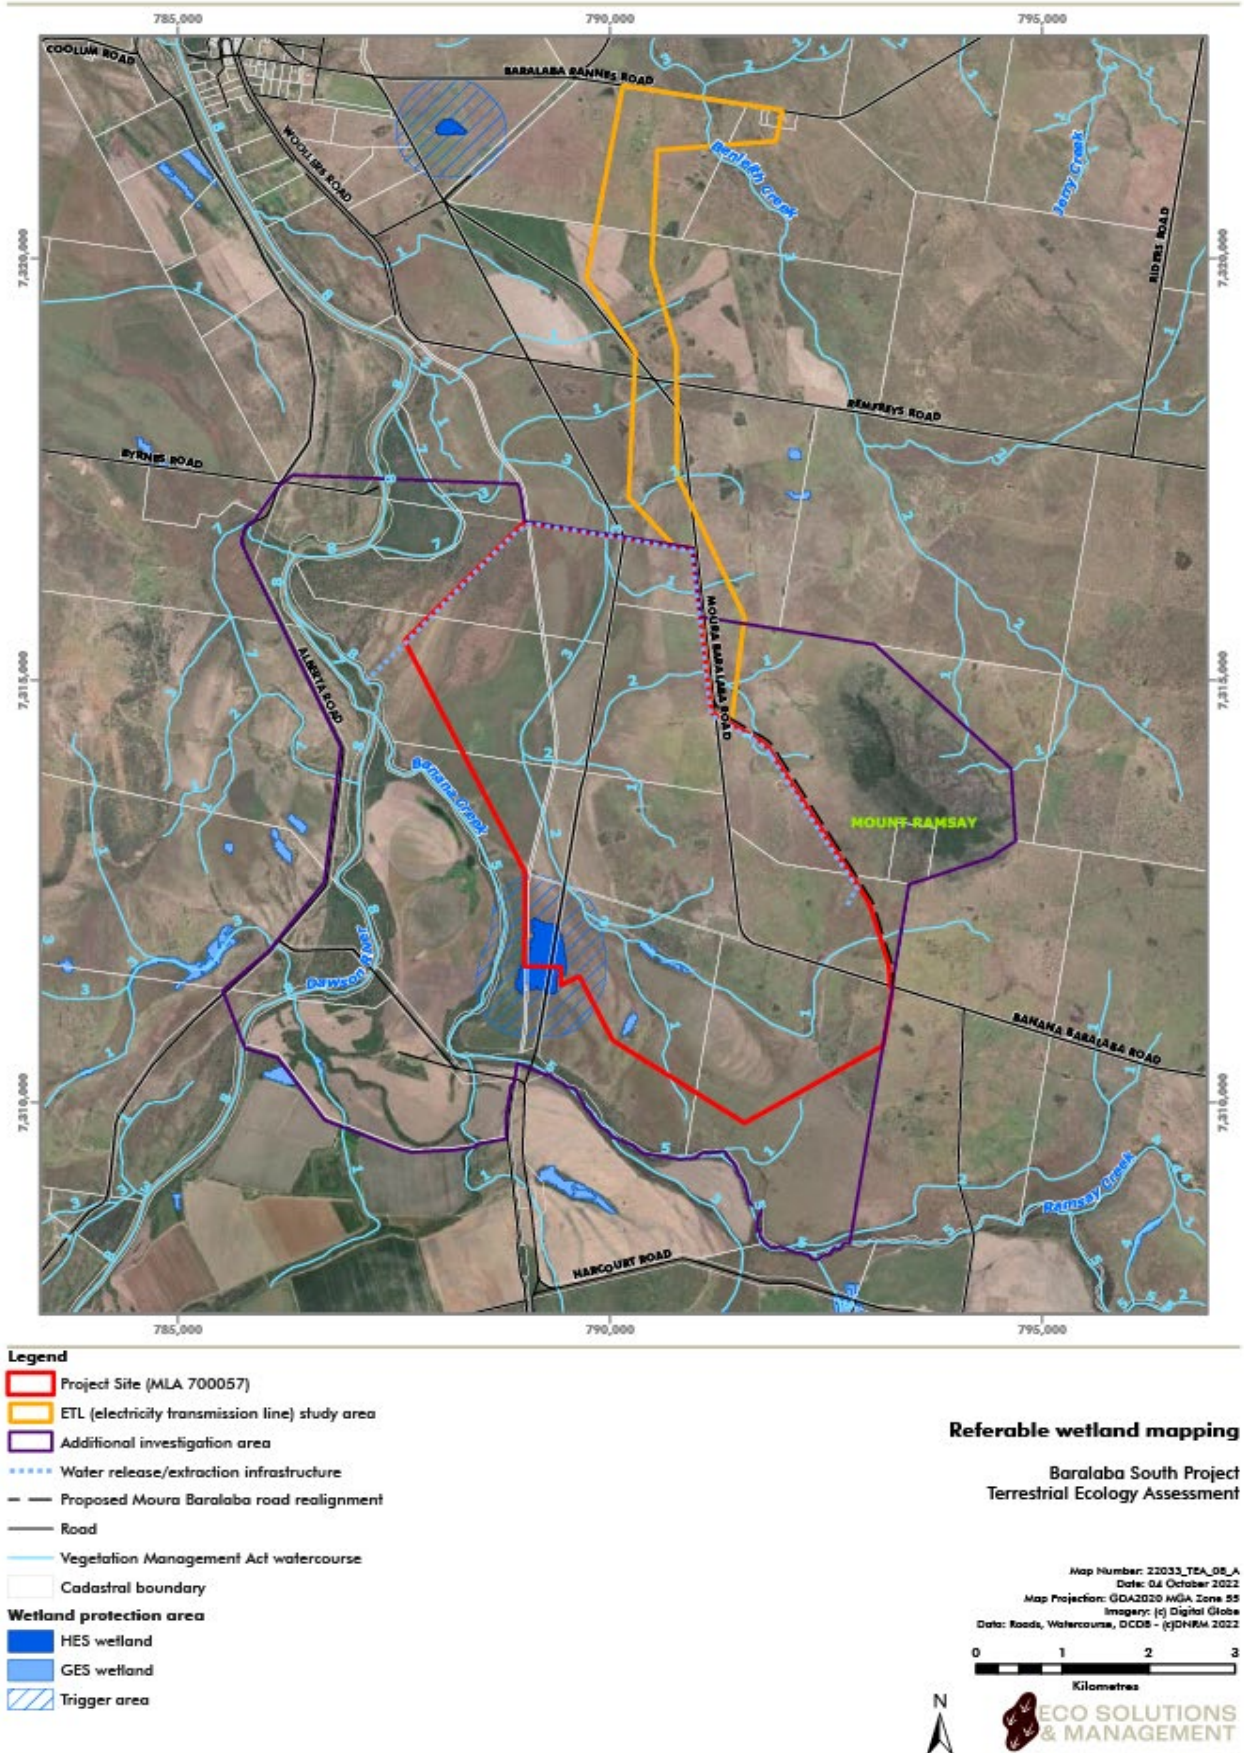 785,000
790,000
795,000
COOLUM ROAD
BARALABA RANNES ROAD
WOOLLERS ROAD
Benleith Creek
Jerry Creek
RIDERS ROAD
7,320,000
7,320,000
RENFREYS ROAD
BYRNES ROAD
MOURA BARALABA ROAD
ALBERTA ROAD
7,315,000
7,315,000
Banana Creek
MOUNT RAMSAY
Dawson River
BANANA BARALABA ROAD
7,310,000
7,310,000
Ramsay Creek
HARCOURT ROAD
785,000
790,000
795,000
Legend
Project Site (MLA 700057)
ETL (electricity transmission line) study area
Additional investigation area
Water release/extraction infrastructure
Proposed Moura Baralaba road realignment
Road
Vegetation Management Act watercourse
Cadastral boundary
Wetland protection area
HES wetland
GES wetland
Trigger area
Referable wetland mapping
Baralaba South Project
Terrestrial Ecology Assessment
Map Number: 22033_TEA_08_A
Date: 04 October 2022
Map Projection: GDA2020 MGA Zone 55
Imagery: (c) Digital Globe
Data: Roads, Watercourse, DCDB - (c)DNRM 2022
0 1 2 3
Kilometres
N
ECO SOLUTIONS
& MANAGEMENT